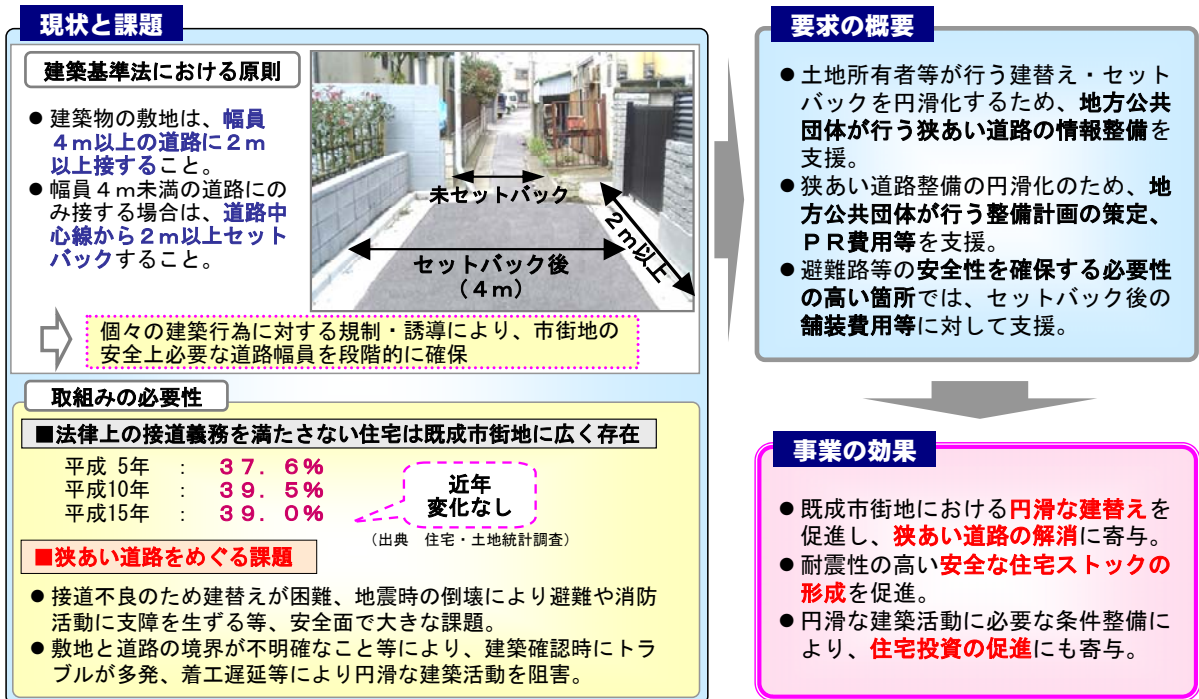 現状と課題
建築基準法における原則
●建築物の敷地は、幅員
４ｍ以上の道路に２ｍ
以上接すること。
●幅員４ｍ未満の道路にの
み接する場合は、道路中
心線から２ｍ以上セット
バックすること。
未セットバック
２ｍ以上
セットバック後
（４ｍ）
個々の建築行為に対する規制・誘導により、市街地の
安全上必要な道路幅員を段階的に確保
取組みの必要性
■法律上の接道義務を満たさない住宅は既成市街地に広く存在
平成 5年 ： ３７．６％
平成10年 ： ３９．５％
平成15年 ： ３９．０％
近年
変化なし
（出典 住宅・土地統計調査）
■狭あい道路をめぐる課題
●接道不良のため建替えが困難、地震時の倒壊により避難や消防
活動に支障を生ずる等、安全面で大きな課題。
●敷地と道路の境界が不明確なこと等により、建築確認時にトラ
ブルが多発、着工遅延等により円滑な建築活動を阻害。
要求の概要
●土地所有者等が行う建替え・セット
バックを円滑化するため、地方公共
団体が行う狭あい道路の情報整備を
支援。
●狭あい道路整備の円滑化のため、地
方公共団体が行う整備計画の策定、
ＰＲ費用等を支援。
●避難路等の安全性を確保する必要性
の高い箇所では、セットバック後の
舗装費用等に対して支援。
事業の効果
●既成市街地における円滑な建替えを
促進し、狭あい道路の解消に寄与。
●耐震性の高い安全な住宅ストックの
形成を促進。
●円滑な建築活動に必要な条件整備に
より、住宅投資の促進にも寄与。